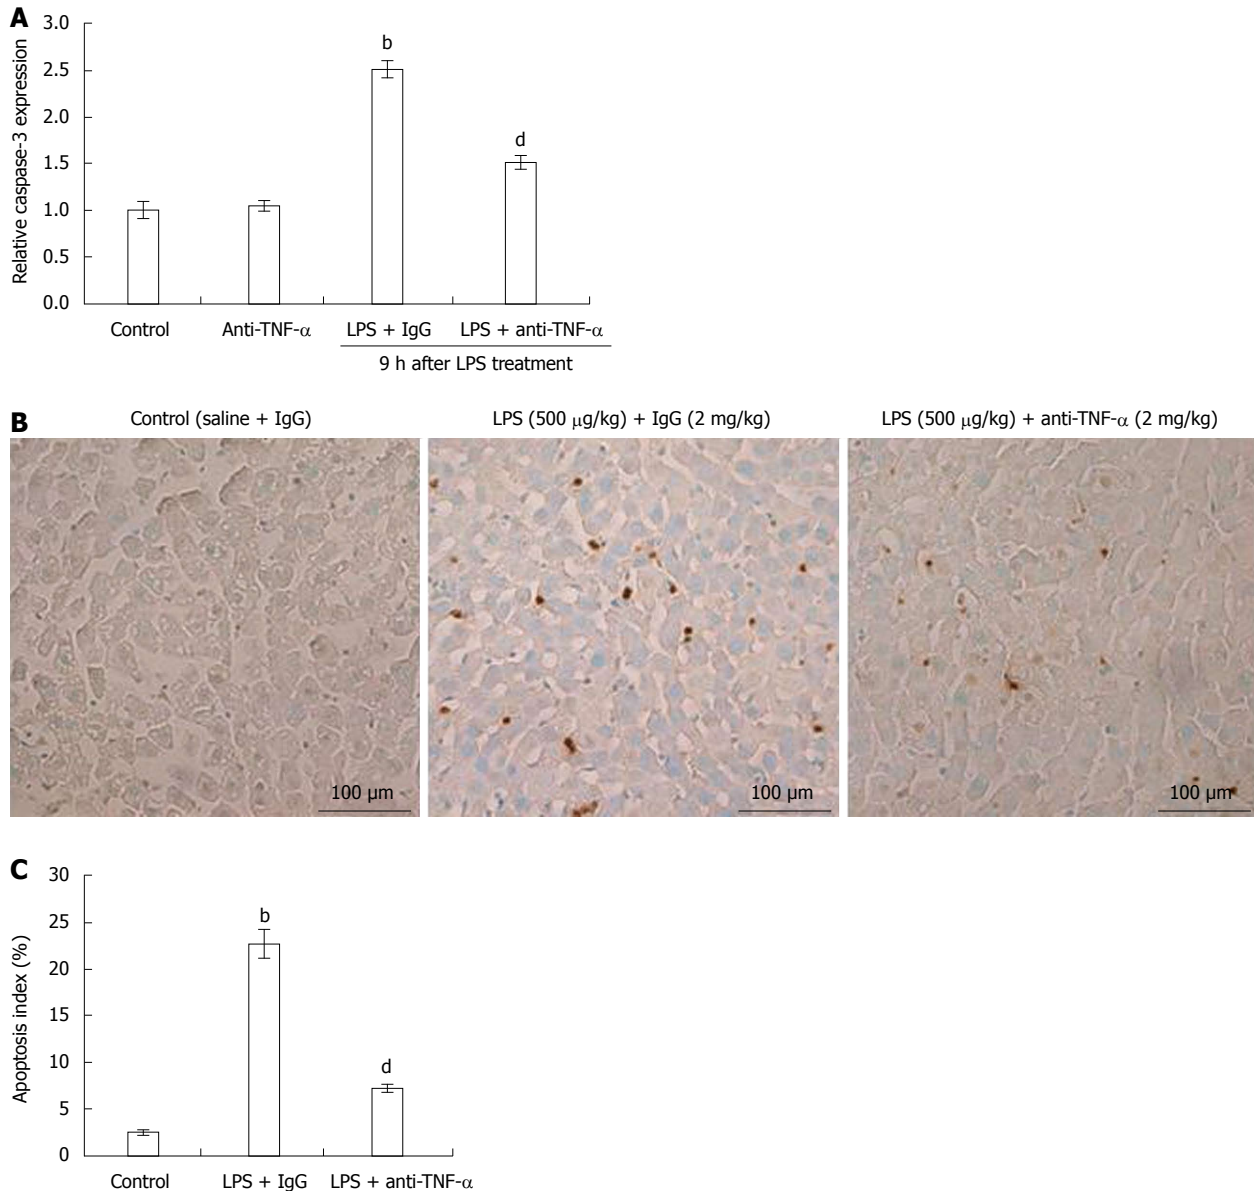 A
Relative caspase-3 expression
3.0
2.5
2.0
1.5
1.0
0.5
0.0
b
d
Control Anti-TNF-α LPS + IgG LPS + anti-TNF-α
9 h after LPS treatment
B
Control (saline + IgG) LPS (500 μg/kg) + IgG (2 mg/kg) LPS (500 μg/kg) + anti-TNF-α (2 mg/kg)
100 μm 100 μm 100 μm
C
Apoptosis index (%)
30
25
20
15
10
5
0
b
d
Control LPS + IgG LPS + anti-TNF-α